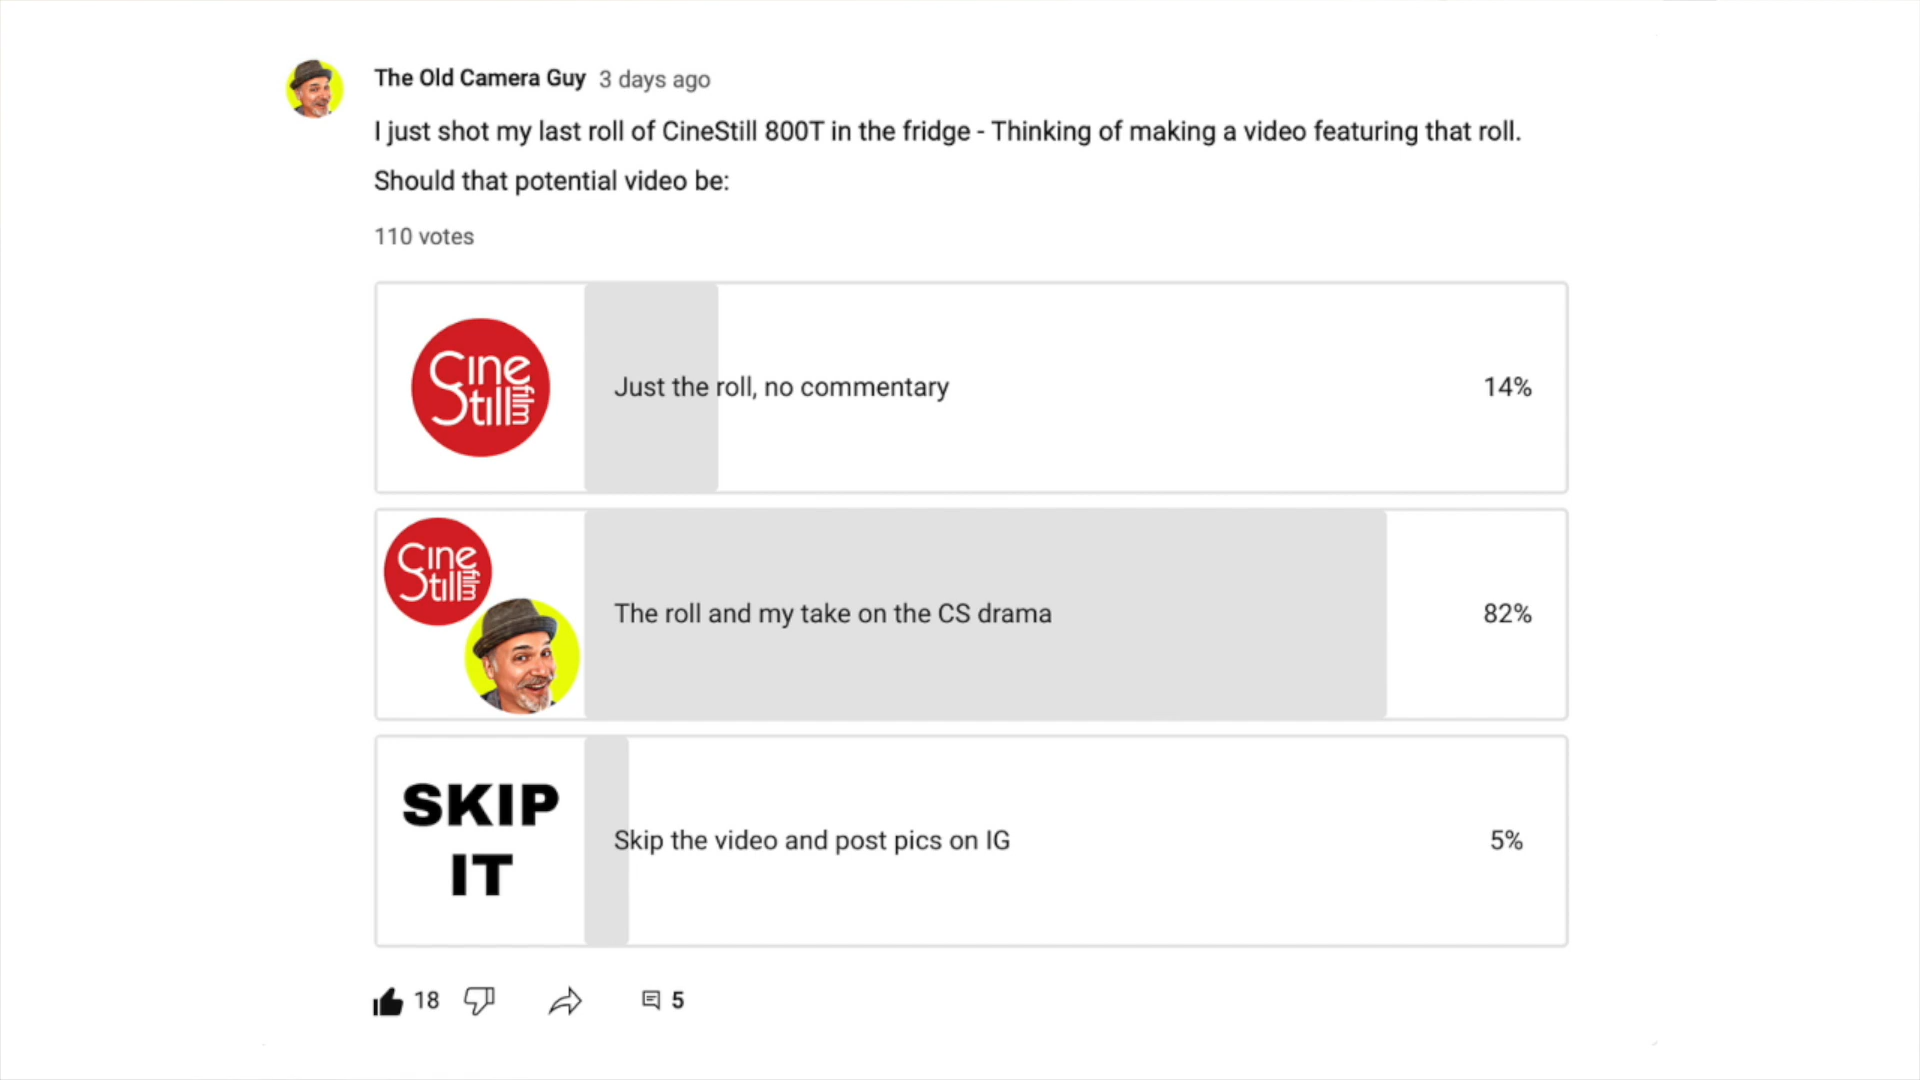 The Old Camera Guy 3 days ago
I just shot my last roll of CineStill 800T in the fridge - Thinking of making a video featuring that roll.
Should that potential video be:
110 votes
Cine
Still film
Just the roll, no commentary 14%
Cine
Still film
The roll and my take on the CS drama 82%
SKIP
IT
Skip the video and post pics on IG 5%
18 5